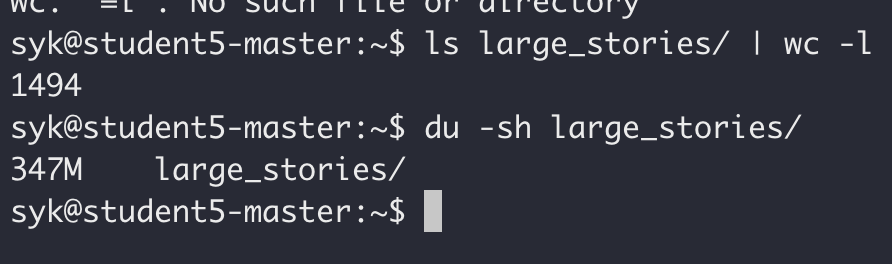 No such file or directory
syk@student5-master:~$ ls large_stories/ | wc -l
1494
syk@student5-master:~$ du -sh large_stories/
347M    large_stories/
syk@student5-master:~$